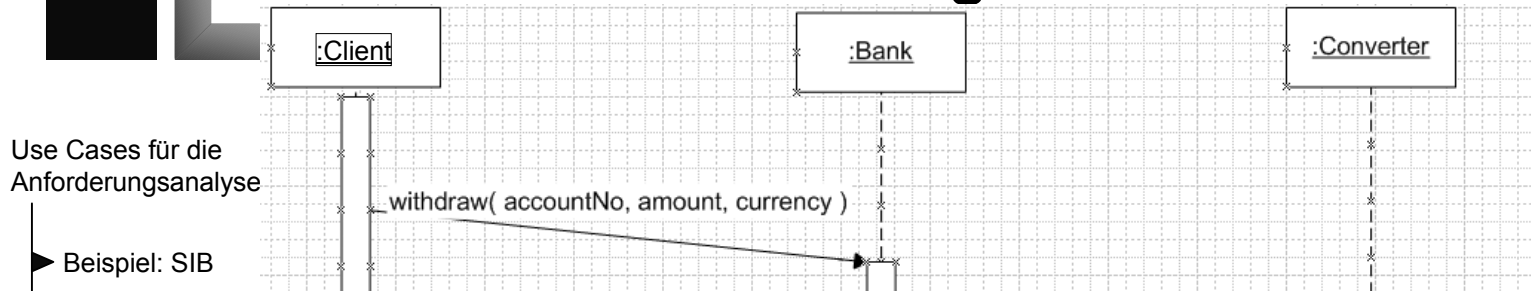 :Client
:Bank
:Converter
Use Cases für die
Anforderungsanalyse
withdraw( accountNo, amount, currency )
Beispiel: SIB